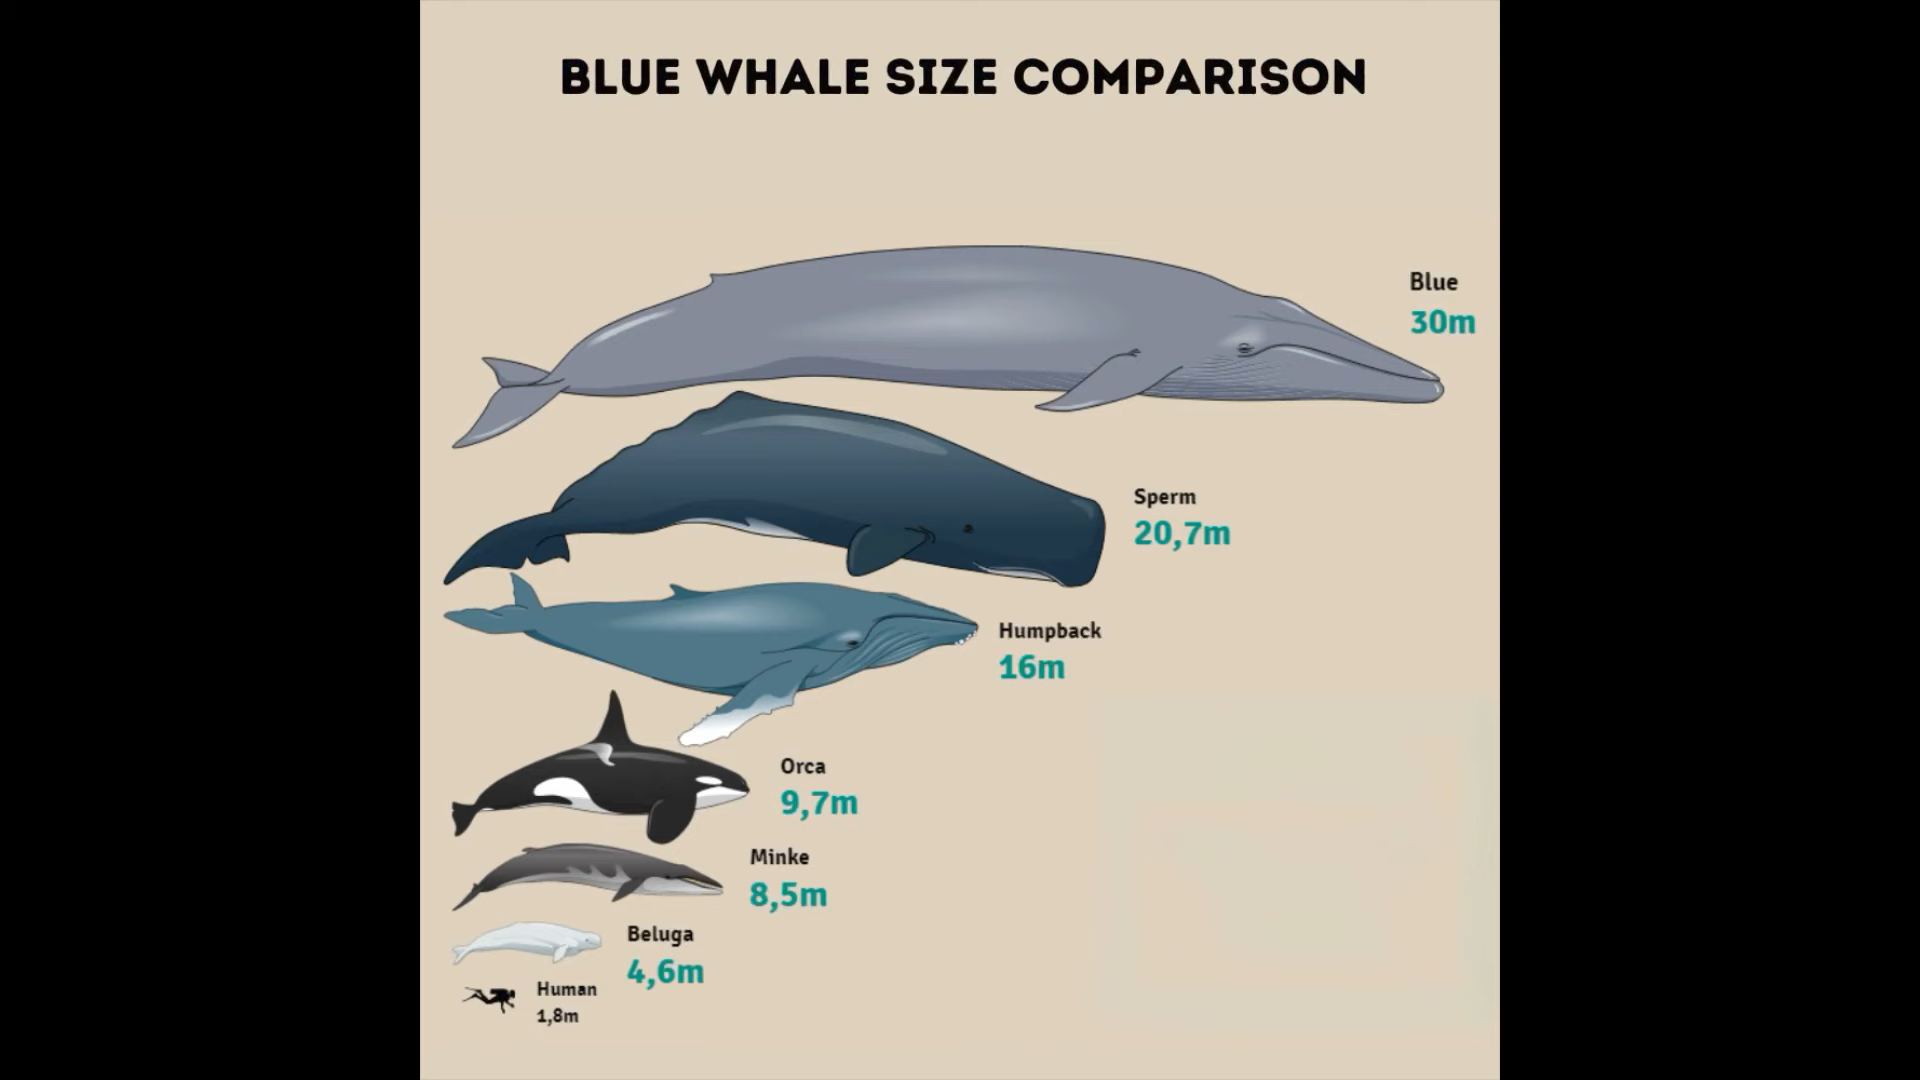 BLUE WHALE SIZE COMPARISON
Blue
30m
Sperm
20,7m
Humpback
16m
Orca
9,7m
Minke
8,5m
Beluga
4,6m
Human
1,8m